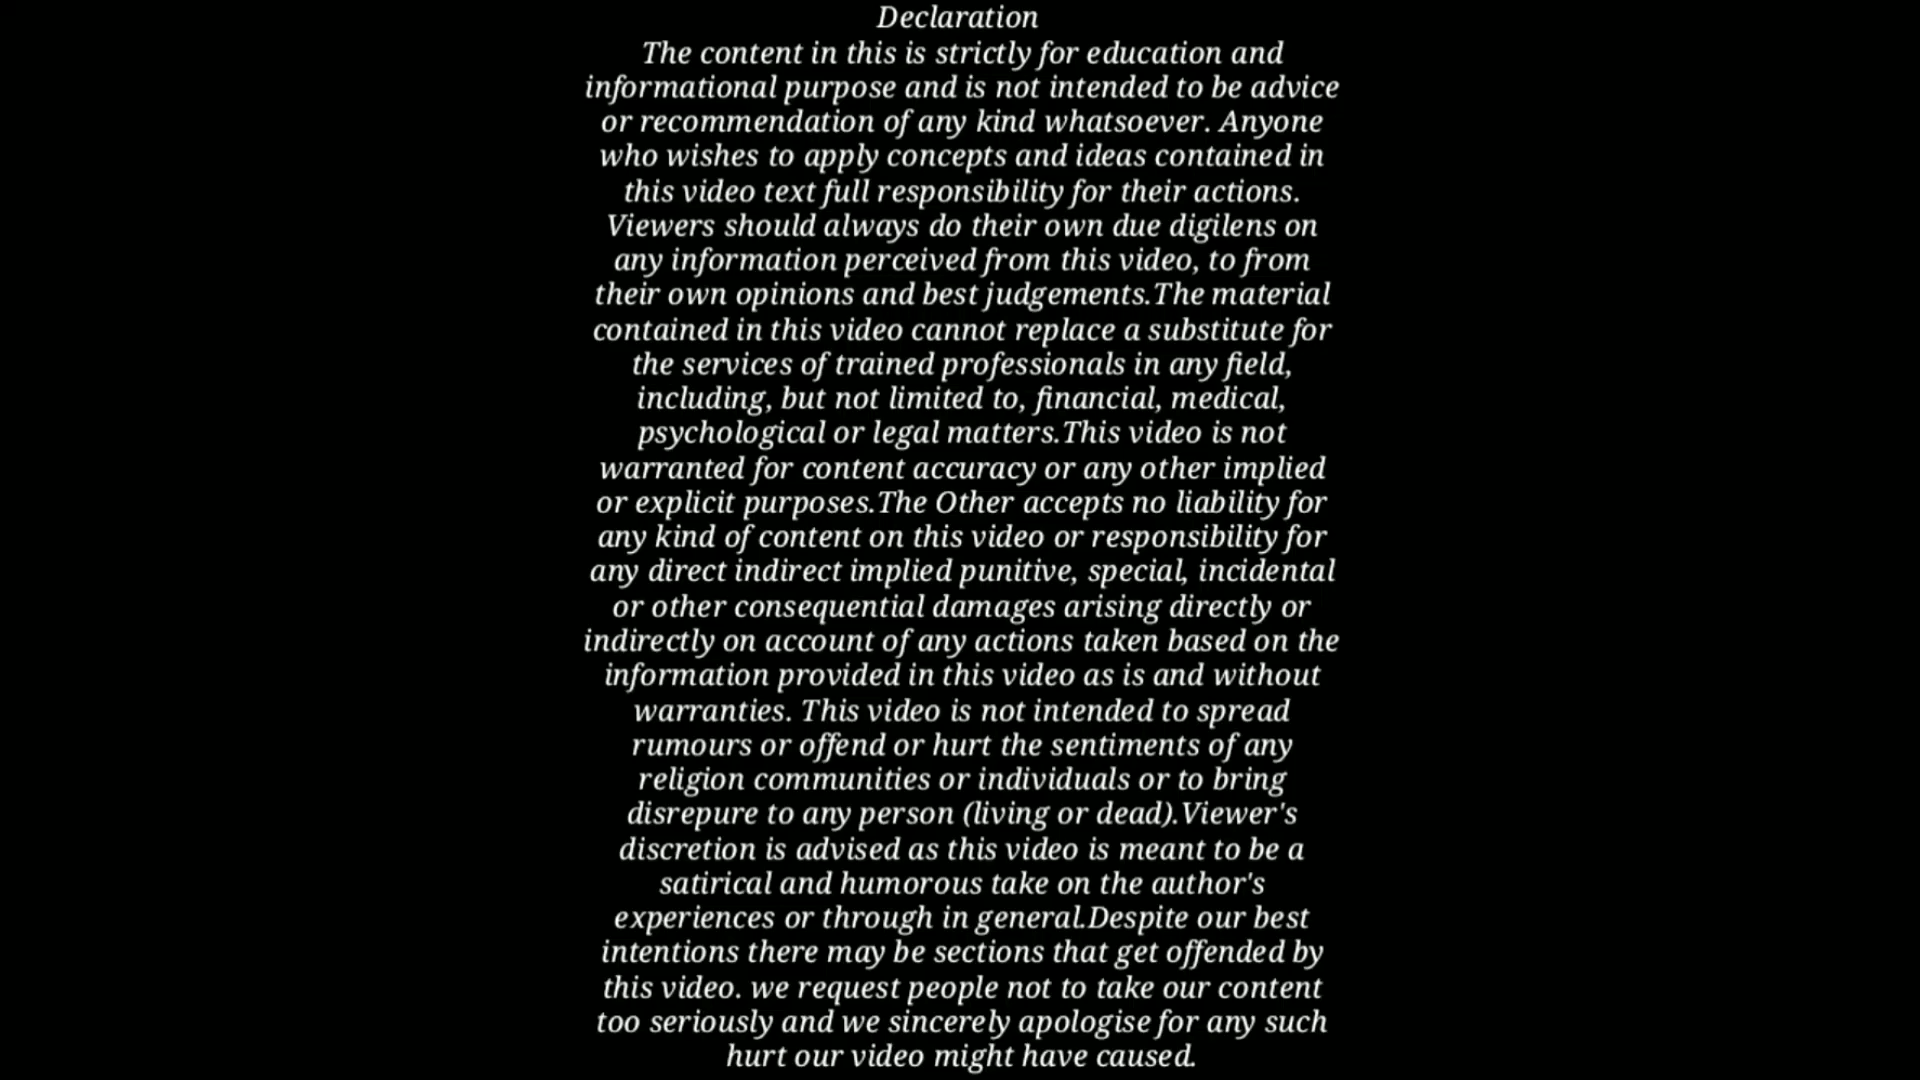 Declaration
The content in this is strictly for education and
informational purpose and is not intended to be advice
or recommendation of any kind whatsoever. Anyone
who wishes to apply concepts and ideas contained in
this video text full responsibility for their actions.
Viewers should always do their own due digilens on
any information perceived from this video, to from
their own opinions and best judgements.The material
contained in this video cannot replace a substitute for
the services of trained professionals in any field,
including, but not limited to, financial, medical,
psychological or legal matters.This video is not
warranted for content accuracy or any other implied
or explicit purposes.The Other accepts no liability for
any kind of content on this video or responsibility for
any direct indirect implied punitive, special, incidental
or other consequential damages arising directly or
indirectly on account of any actions taken based on the
information provided in this video as is and without
warranties. This video is not intended to spread
rumours or offend or hurt the sentiments of any
religion communities or individuals or to bring
disrepure to any person (living or dead).Viewer's
discretion is advised as this video is meant to be a
satirical and humorous take on the author's
experiences or through in general.Despite our best
intentions there may be sections that get offended by
this video. we request people not to take our content
too seriously and we sincerely apologise for any such
hurt our video might have caused.